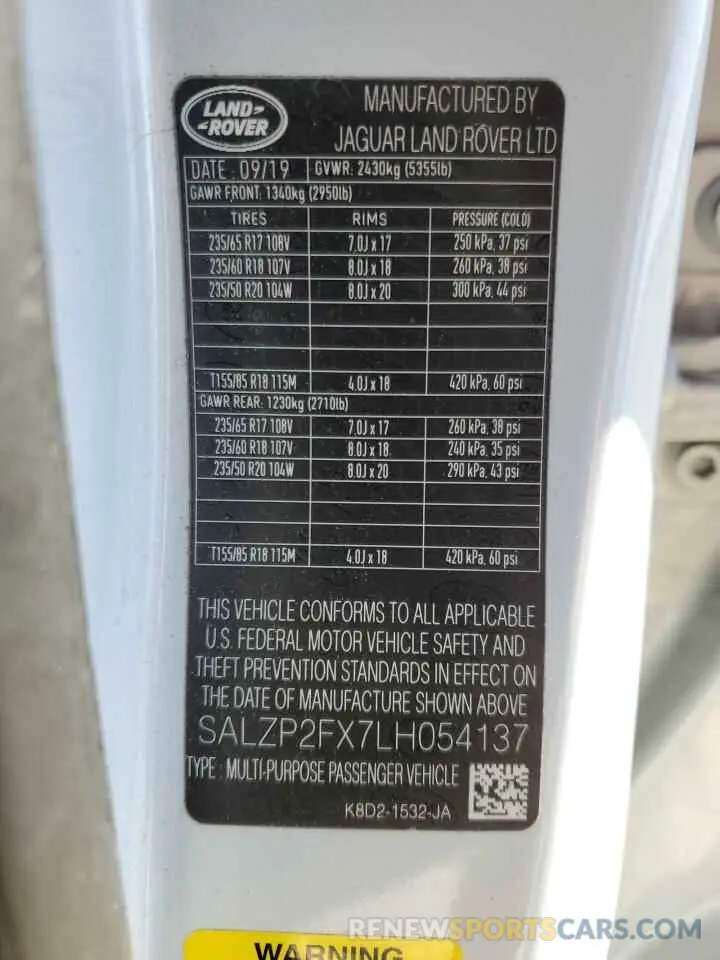 LAND-
-ROVER
MANUFACTURED BY
JAGUAR LAND ROVER LTD
DATE : 09/19 GVWR: 2430kg (5355lb)
GAWR FRONT: 1340kg (2950lb)
TIRES RIMS PRESSURE (COLD)
235/65 R17 108V 7.0J x 17 250 kPa, 37 psi
235/60 R18 107V 8.0J x 18 260 kPa, 38 psi
235/50 R20 104W 8.0J x 20 300 kPa, 44 psi
T155/85 R18 115M 4.0J x 18 420 kPa, 60 psi
GAWR REAR: 1230kg (2710lb)
235/65 R17 108V 7.0J x 17 260 kPa, 38 psi
235/60 R18 107V 8.0J x 18 240 kPa, 35 psi
235/50 R20 104W 8.0J x 20 290 kPa, 43 psi
T155/85 R18 115M 4.0J x 18 420 kPa, 60 psi
THIS VEHICLE CONFORMS TO ALL APPLICABLE
U.S. FEDERAL MOTOR VEHICLE SAFETY AND
THEFT PREVENTION STANDARDS IN EFFECT ON
THE DATE OF MANUFACTURE SHOWN ABOVE
SALZP2FX7LH054137
TYPE : MULTI-PURPOSE PASSENGER VEHICLE
K8D2-1532-JA
RENEWSPORTSCARS.COM
WARNING